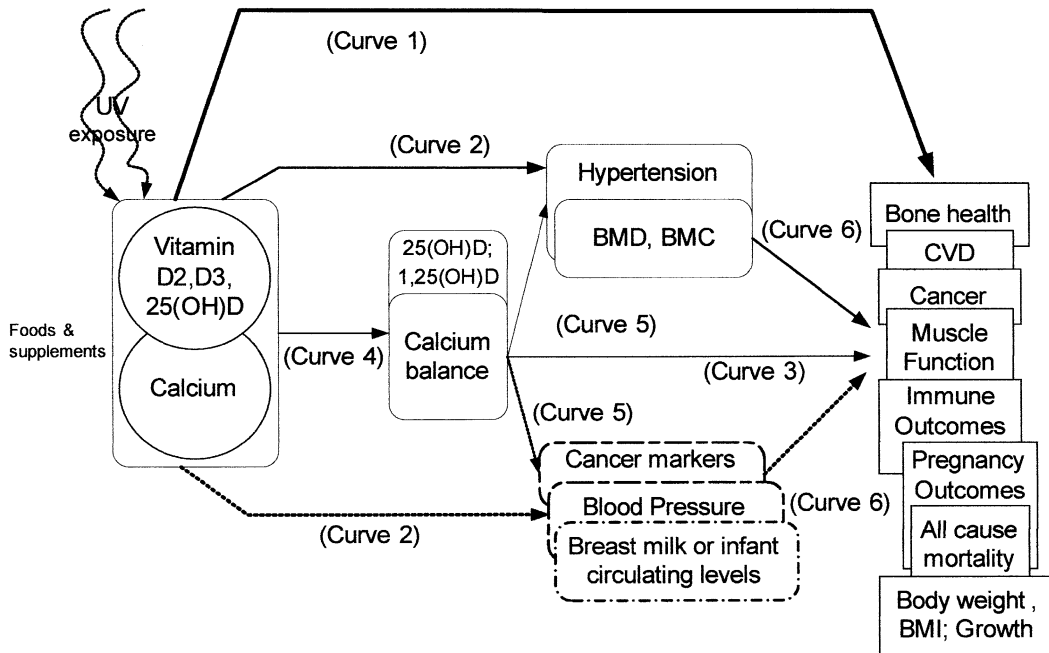 (Curve 1)
UV
exposure
(Curve 2)
Hypertension
BMD, BMC
(Curve 6)
Vitamin
D2,D3,
25(OH)D
Calcium
Foods &
supplements
(Curve 4)
25(OH)D;
1,25(OH)D
Calcium
balance
(Curve 5)
(Curve 3)
(Curve 5)
Cancer markers
Blood Pressure
Breast milk or infant
circulating levels
(Curve 6)
(Curve 2)
Bone health
CVD
Cancer
Muscle
Function
Immune
Outcomes
Pregnancy
Outcomes
All cause
mortality
Body weight ,
BMI; Growth